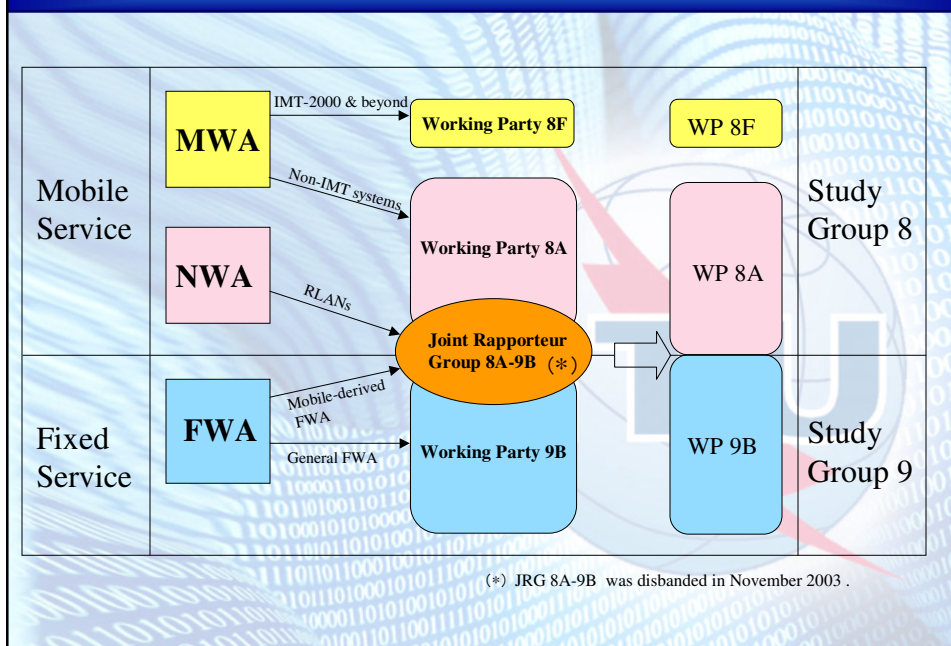 Mobile
Service
MWA
IMT-2000 & beyond
Non-IMT systems
NWA
RLANs
Working Party 8F
Working Party 8A
Joint Rapporteur
Group 8A-9B (*)
WP 8F
WP 8A
Study
Group 8
Fixed
Service
FWA
Mobile-derived
FWA
General FWA
Working Party 9B
WP 9B
Study
Group 9
(*) JRG 8A-9B was disbanded in November 2003 .